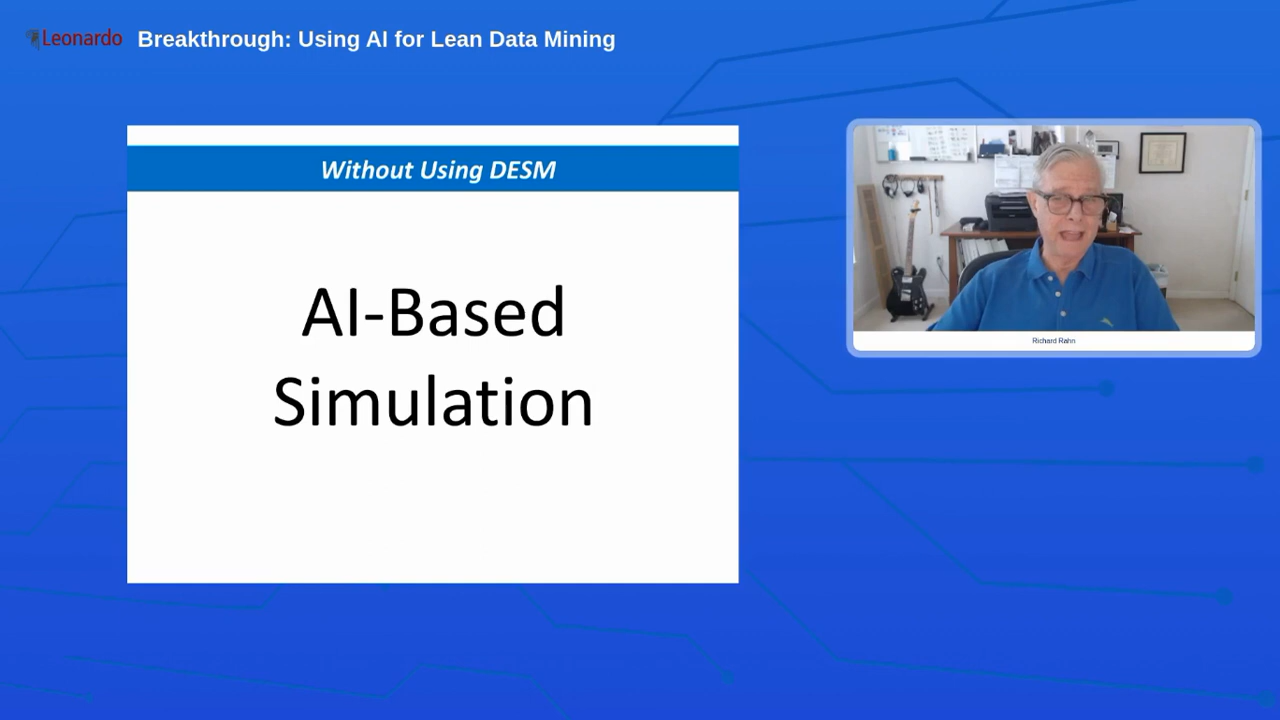 Leonardo
Breakthrough: Using AI for Lean Data Mining
Without Using DESM
AI-Based
Simulation
Richard Rahn